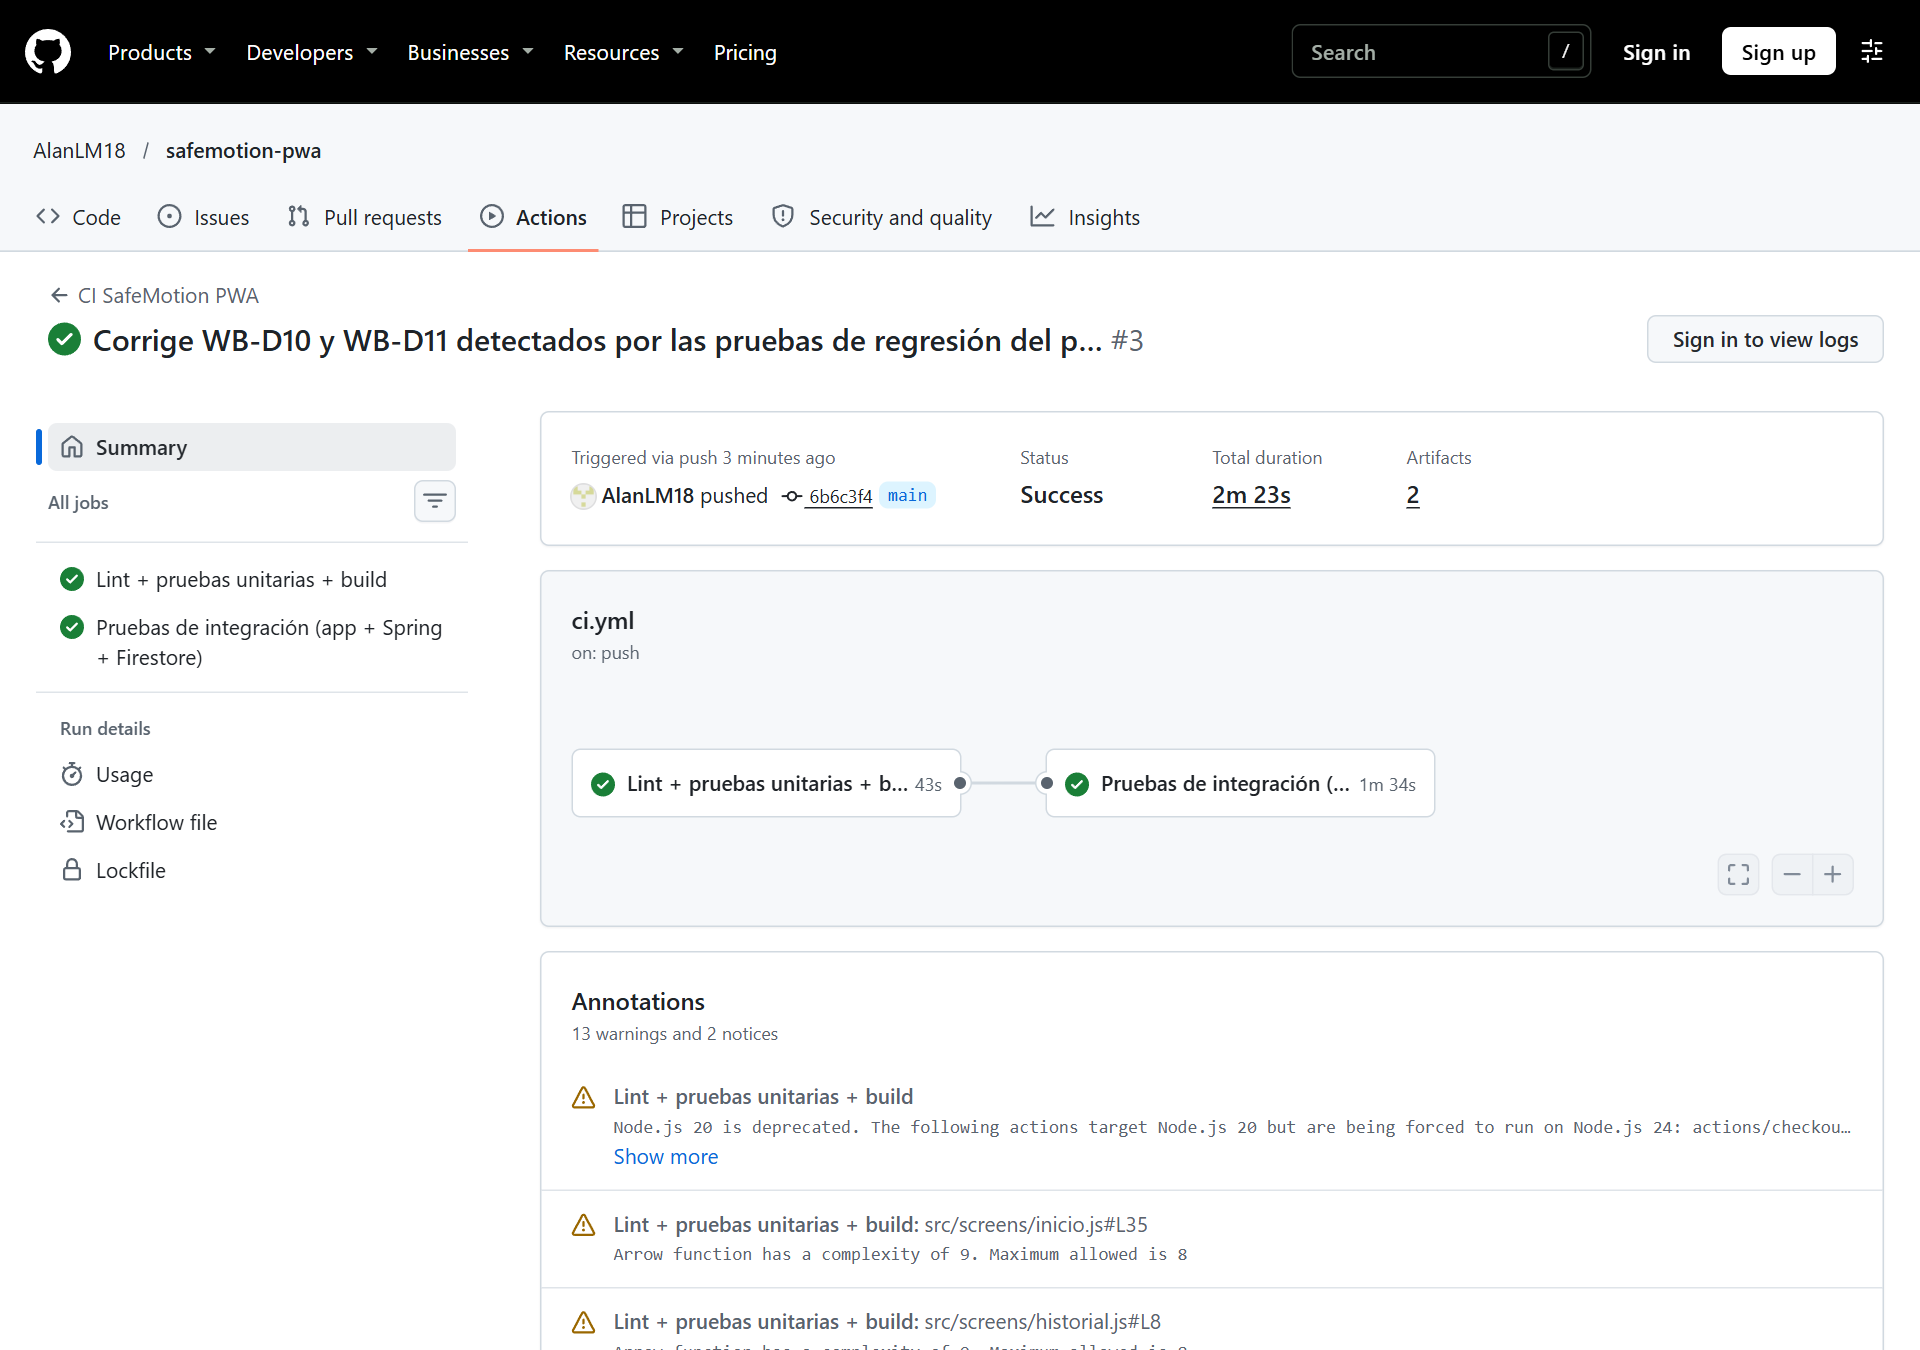 Products Developers Businesses Resources Pricing Search / Sign in Sign up
AlanLM18 / safemotion-pwa
Code Issues Pull requests Actions Projects Security and quality Insights
CI SafeMotion PWA
Corrige WB-D10 y WB-D11 detectados por las pruebas de regresión del p... #3
Sign in to view logs
Summary
All jobs
Lint + pruebas unitarias + build
Pruebas de integración (app + Spring
+ Firestore)
Run details
Usage
Workflow file
Lockfile
Triggered via push 3 minutes ago
AlanLM18 pushed 6b6c3f4 main
Status
Success
Total duration
2m 23s
Artifacts
2
ci.yml
on: push
Lint + pruebas unitarias + b... 43s
Pruebas de integración (... 1m 34s
Annotations
13 warnings and 2 notices
Lint + pruebas unitarias + build
Node.js 20 is deprecated. The following actions target Node.js 20 but are being forced to run on Node.js 24: actions/checkou…
Show more
Lint + pruebas unitarias + build: src/screens/inicio.js#L35
Arrow function has a complexity of 9. Maximum allowed is 8
Lint + pruebas unitarias + build: src/screens/historial.js#L8